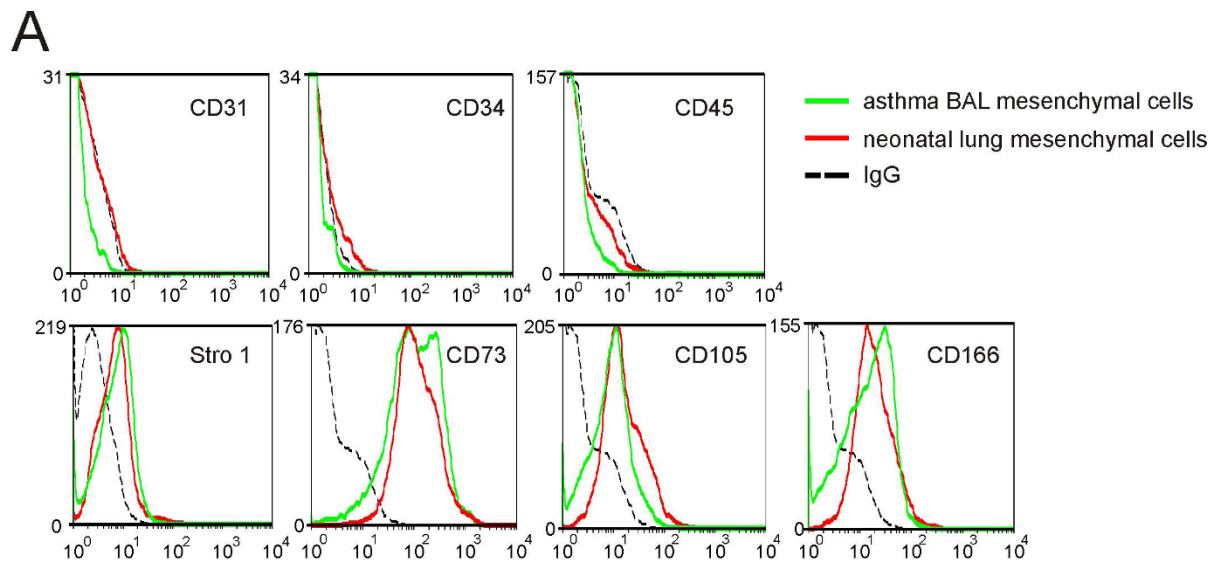 A
31 CD31 0 10⁰ 10¹ 10² 10³ 10⁴
34 CD34 0 10⁰ 10¹ 10² 10³ 10⁴
157 CD45 0 10⁰ 10¹ 10² 10³ 10⁴
asthma BAL mesenchymal cells
neonatal lung mesenchymal cells
IgG
219 Stro 1 0 10⁰ 10¹ 10² 10³ 10⁴
176 CD73 0 10⁰ 10¹ 10² 10³ 10⁴
205 CD105 0 10⁰ 10¹ 10² 10³ 10⁴
155 CD166 0 10⁰ 10¹ 10² 10³ 10⁴